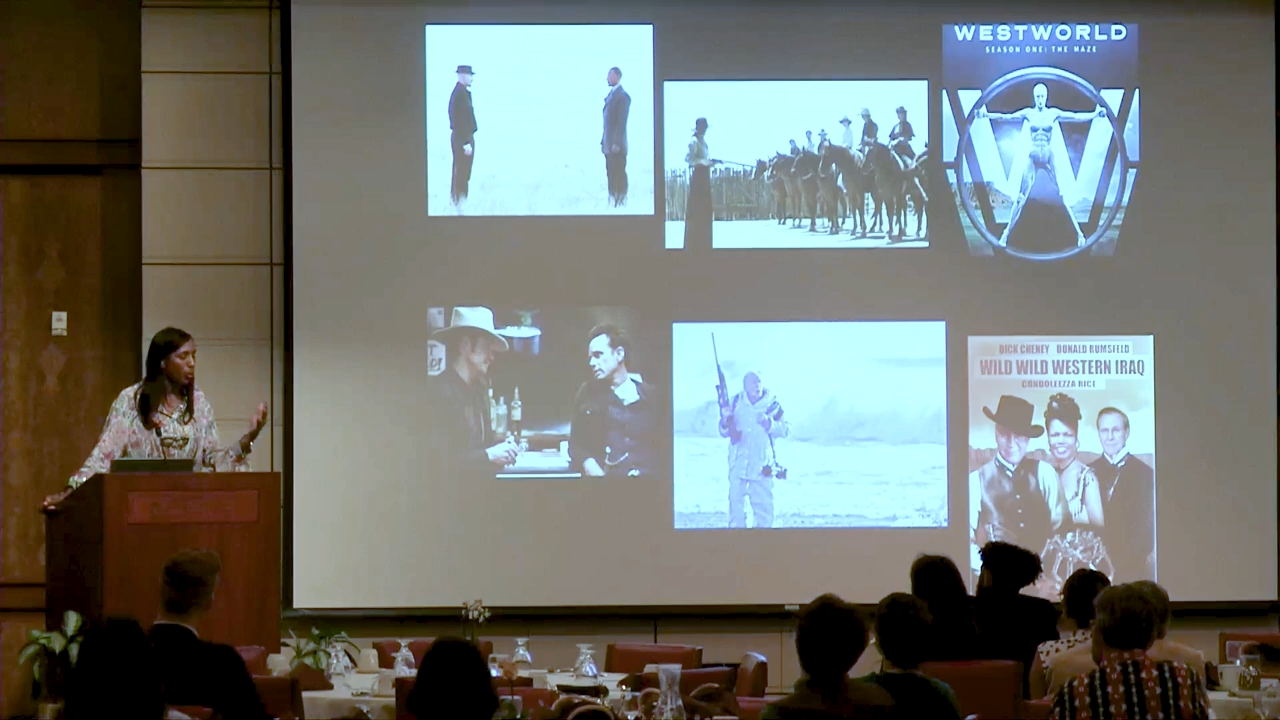 WESTWORLD
SEASON ONE: THE MAZE
DICK CHENEY DONALD RUMSFELD
WILD WILD WESTERN IRAQ
CONDOLEEZZA RICE